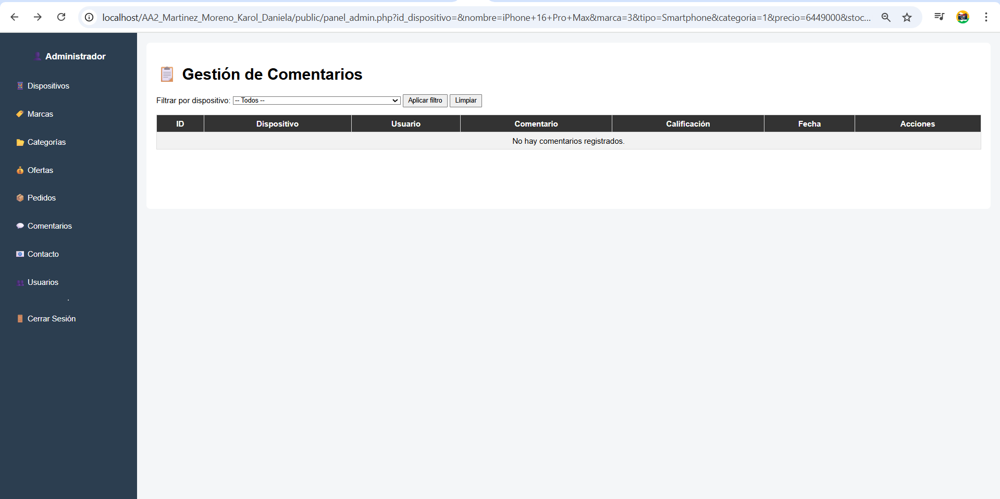 localhost/AA2_Martinez_Moreno_Karol_Daniela/public/panel_admin.php?id_dispositivo=&nombre=iPhone+16+Pro+Max&marca=3&tipo=Smartphone&categoria=1&precio=6449000&stoc...
Administrador
Dispositivos
Marcas
Categorías
Ofertas
Pedidos
Comentarios
Contacto
Usuarios
.
Cerrar Sesión
Gestión de Comentarios
Filtrar por dispositivo: -- Todos -- Aplicar filtro Limpiar
ID Dispositivo Usuario Comentario Calificación Fecha Acciones
No hay comentarios registrados.